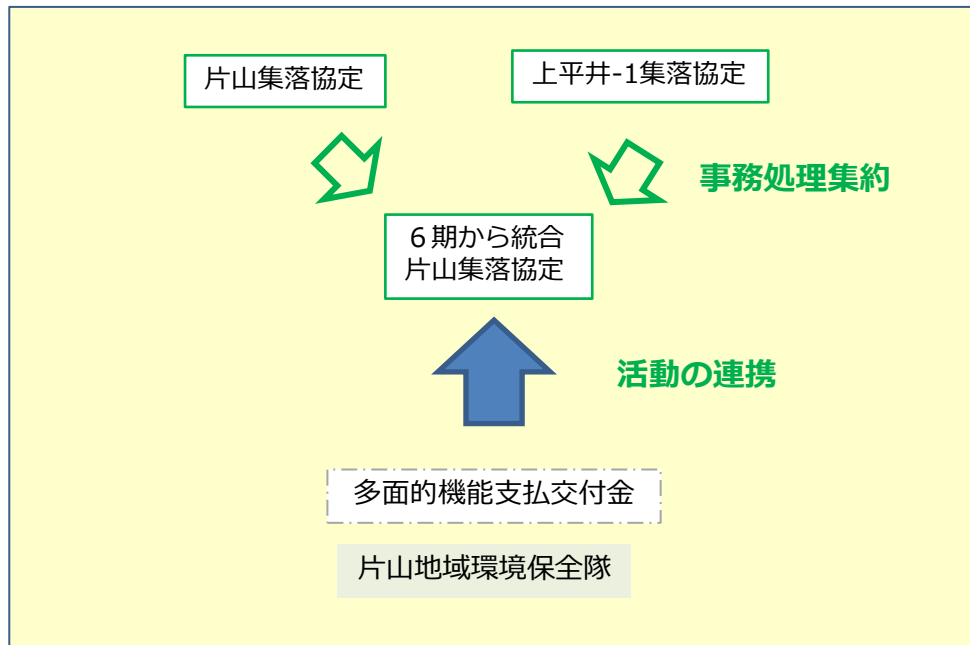 片山集落協定
上平井-1集落協定
事務処理集約
６期から統合
片山集落協定
活動の連携
多面的機能支払交付金
片山地域環境保全隊